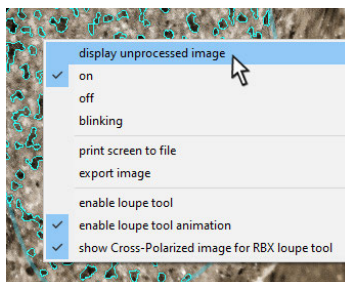 display unprocessed image
on
off
blinking
print screen to file
export image
enable loupe tool
enable loupe tool animation
show Cross-Polarized image for RBX loupe tool